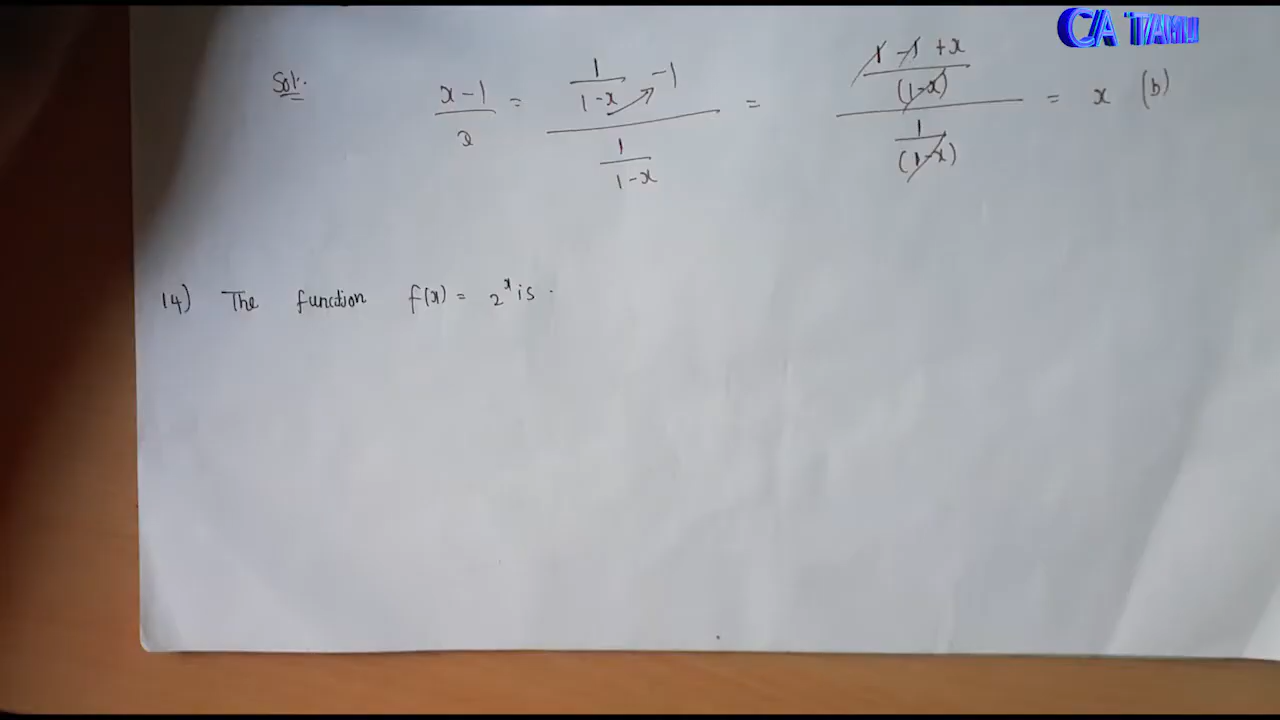 CA TAMIL
Sol:
x-1/x = (1/(1-x) -1)/(1/(1-x)) = ((1-1+x)/(1-x))/(1/(1-x)) = x (b)
14) The function f(x) = 2^x is .